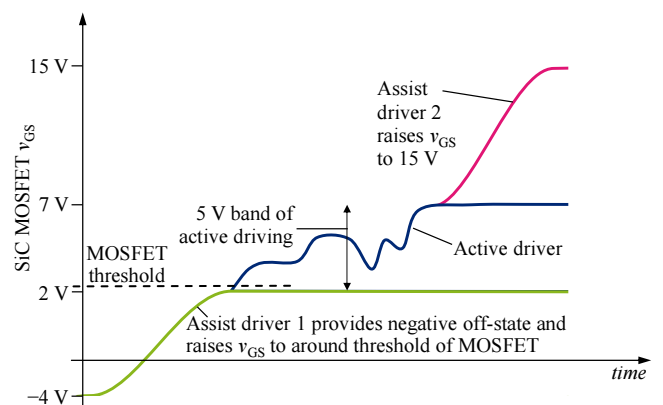 15 V
Assist
driver 2
raises vGS
to 15 V
SiC MOSFET vGS
7 V
5 V band of
active driving
MOSFET
threshold
Active driver
2 V
Assist driver 1 provides negative off-state and
raises vGS to around threshold of MOSFET
time
−4 V